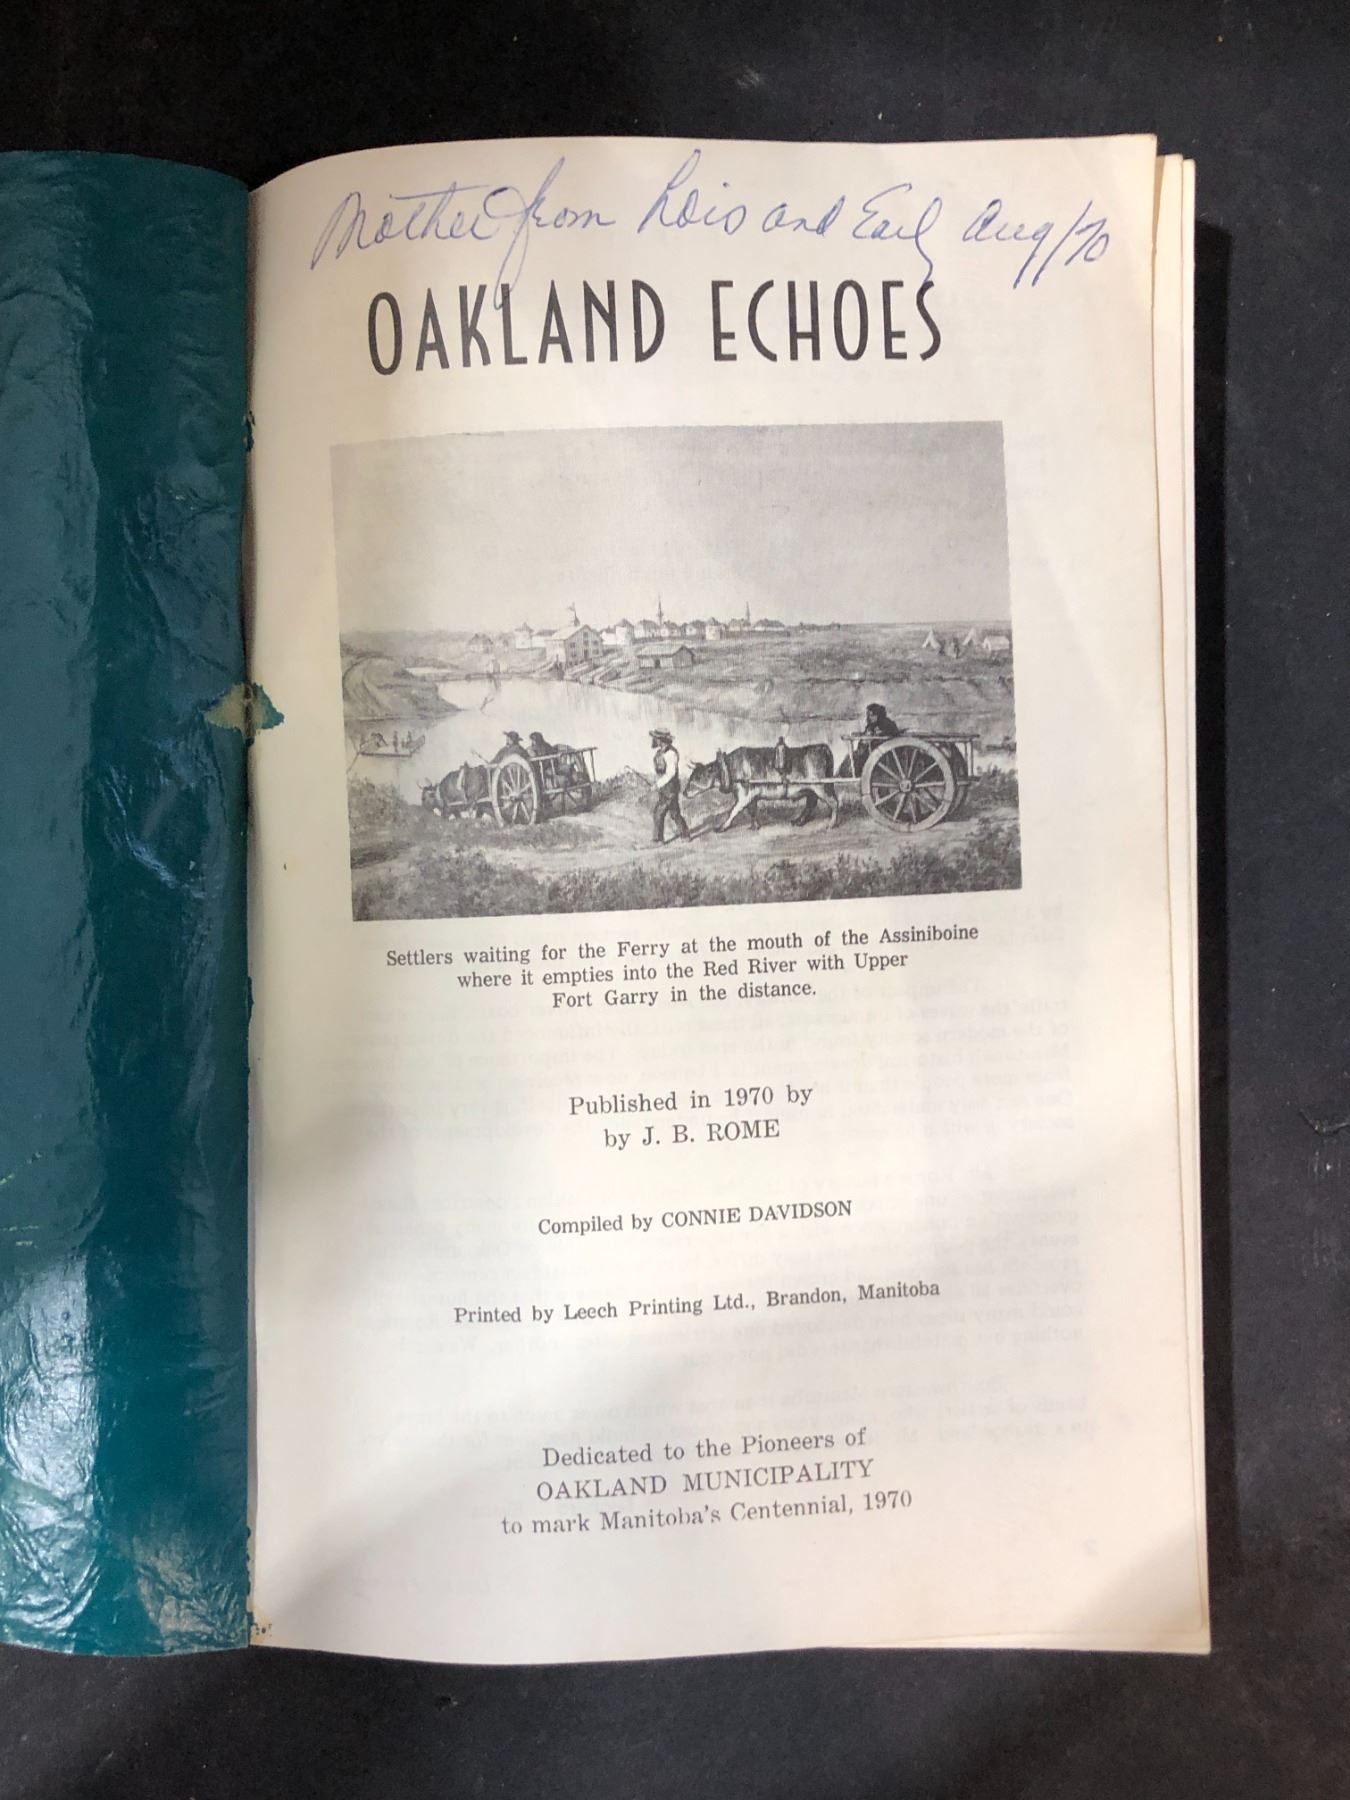 Mother from Lois and Earl Aug/70
OAKLAND ECHOES
Settlers waiting for the Ferry at the mouth of the Assiniboine
where it empties into the Red River with Upper
Fort Garry in the distance.
Published in 1970 by
by J. B. ROME
Compiled by CONNIE DAVIDSON
Printed by Leech Printing Ltd., Brandon, Manitoba
Dedicated to the Pioneers of
OAKLAND MUNICIPALITY
to mark Manitoba's Centennial, 1970